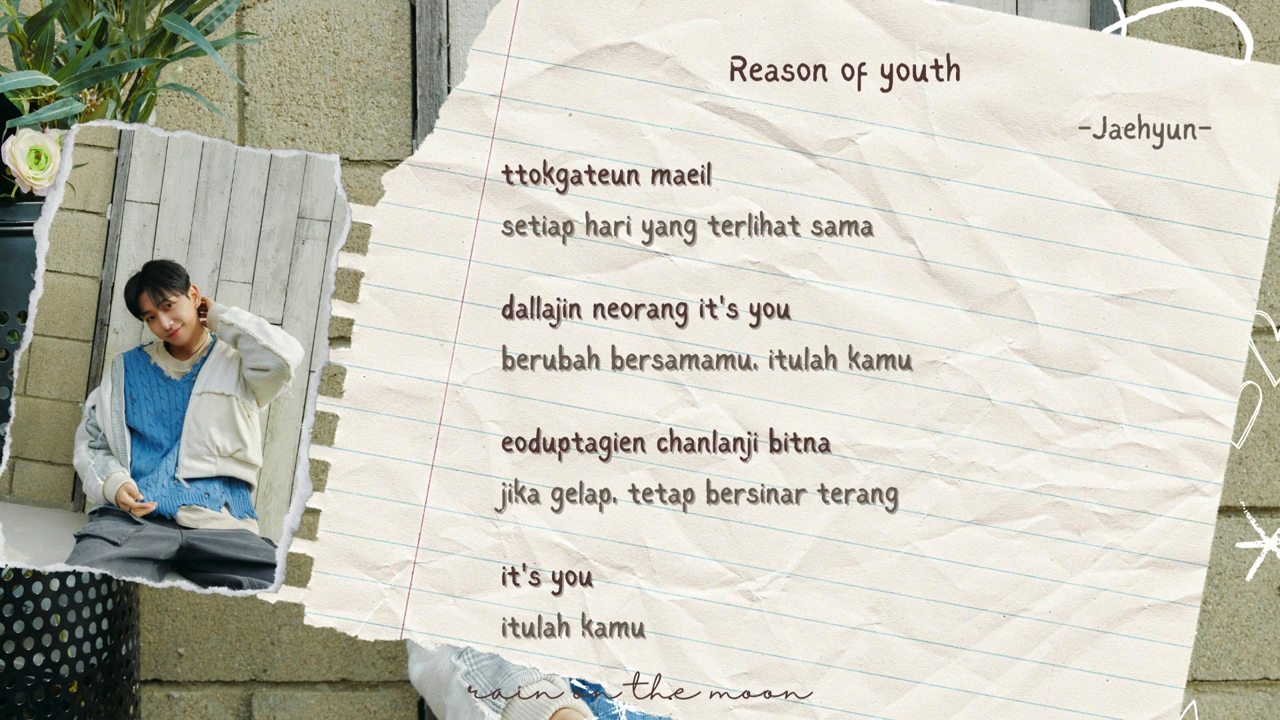 Reason of youth
-Jaehyun-
ttokgateun maeil
setiap hari yang terlihat sama
dallajin neorang it's you
berubah bersamamu. itulah kamu
eoduptagien chanlanji bitna
jika gelap. tetap bersinar terang
it's you
itulah kamu
rain on the moon